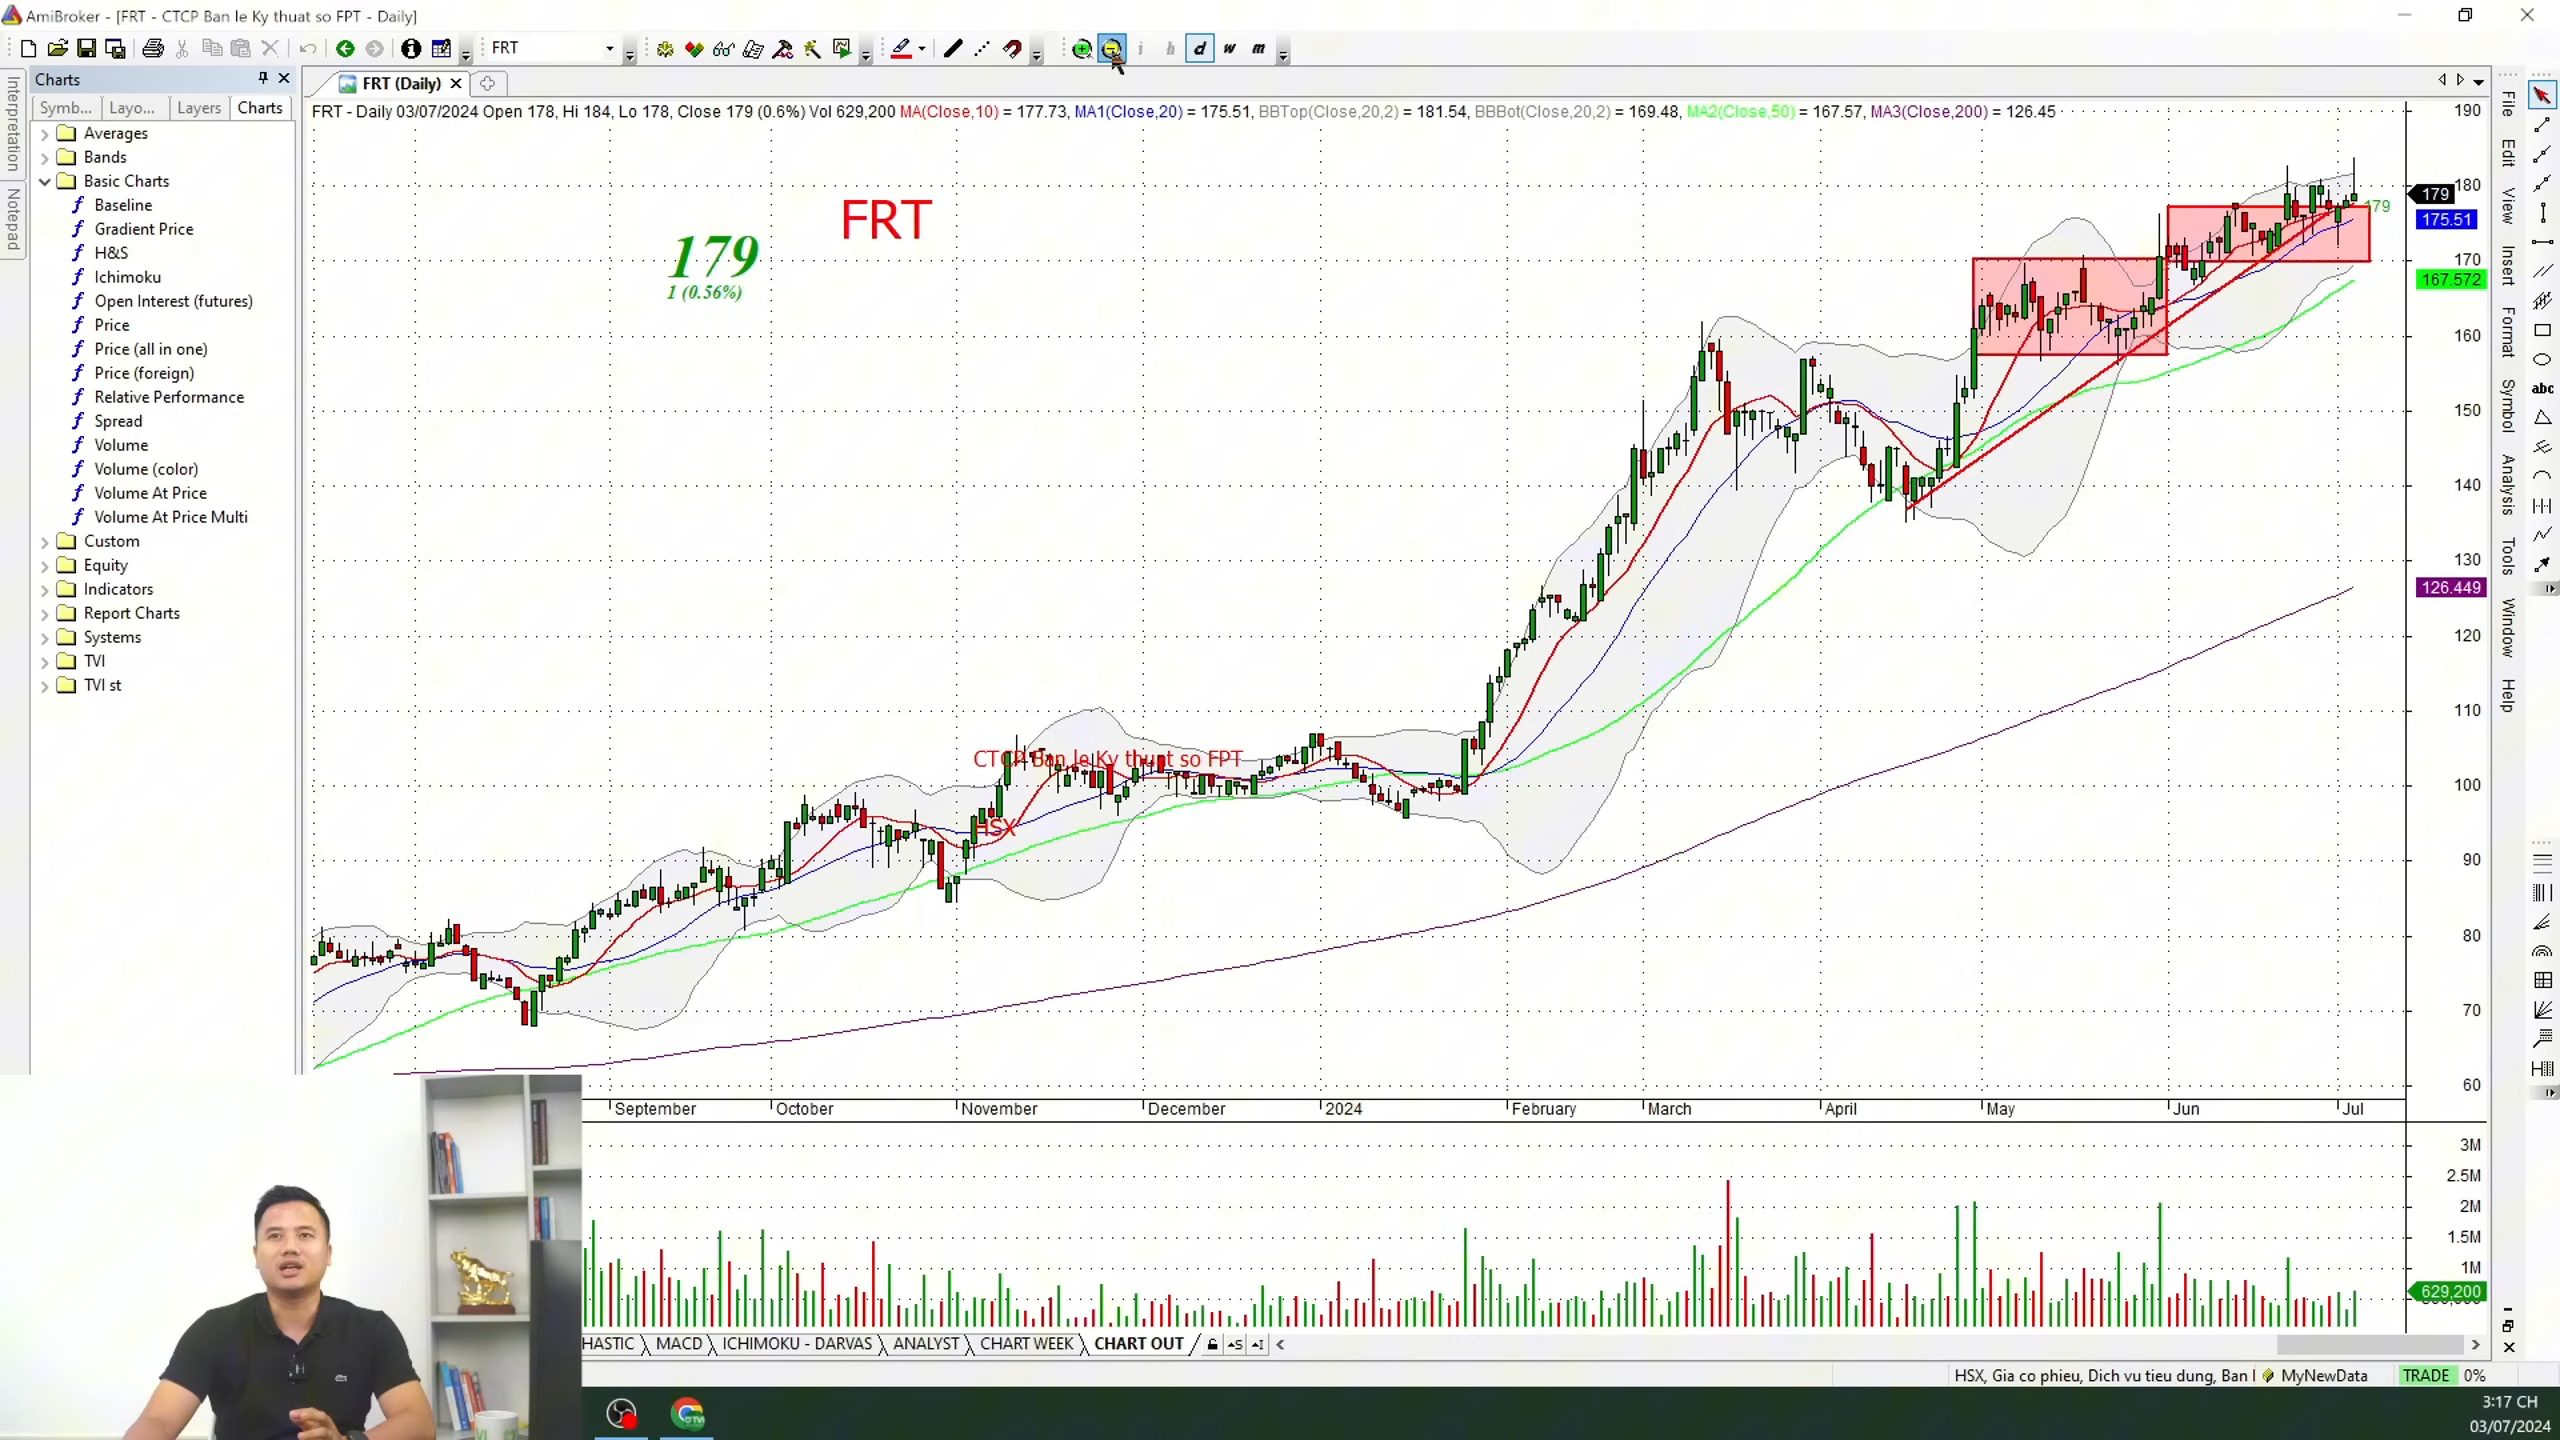 AmiBroker - [FRT - CTCP Ban le Ky thuat so FPT - Daily]
FRT
i h d w m
Interpretation
Notepad
Charts
Symb... Layo... Layers Charts
Averages
Bands
Basic Charts
Baseline
Gradient Price
H&S
Ichimoku
Open Interest (futures)
Price
Price (all in one)
Price (foreign)
Relative Performance
Spread
Volume
Volume (color)
Volume At Price
Volume At Price Multi
Custom
Equity
Indicators
Report Charts
Systems
TVI
TVI st
FRT (Daily)
FRT - Daily 03/07/2024 Open 178, Hi 184, Lo 178, Close 179 (0.6%) Vol 629,200 MA(Close,10) = 177.73, MA1(Close,20) = 175.51, BBTop(Close,20,2) = 181.54, BBBot(Close,20,2) = 169.48, MA2(Close,50) = 167.57, MA3(Close,200) = 126.45
FRT
179
1 (0.56%)
CTCP Ban le Ky thuat so FPT
HSX
179
190
180
179
175.51
170
167.572
160
150
140
130
126.449
120
110
100
90
80
70
60
September October November December 2024 February March April May Jun Jul
3M
2.5M
2M
1.5M
1M
629,200
HASTIC MACD ICHIMOKU - DARVAS ANALYST CHART WEEK CHART OUT
File
Edit
View
Insert
Format
Symbol
Analysis
Tools
Window
Help
abc
HSX, Gia co phieu, Dich vu tieu dung, Ban l MyNewData TRADE 0%
3:17 CH
03/07/2024